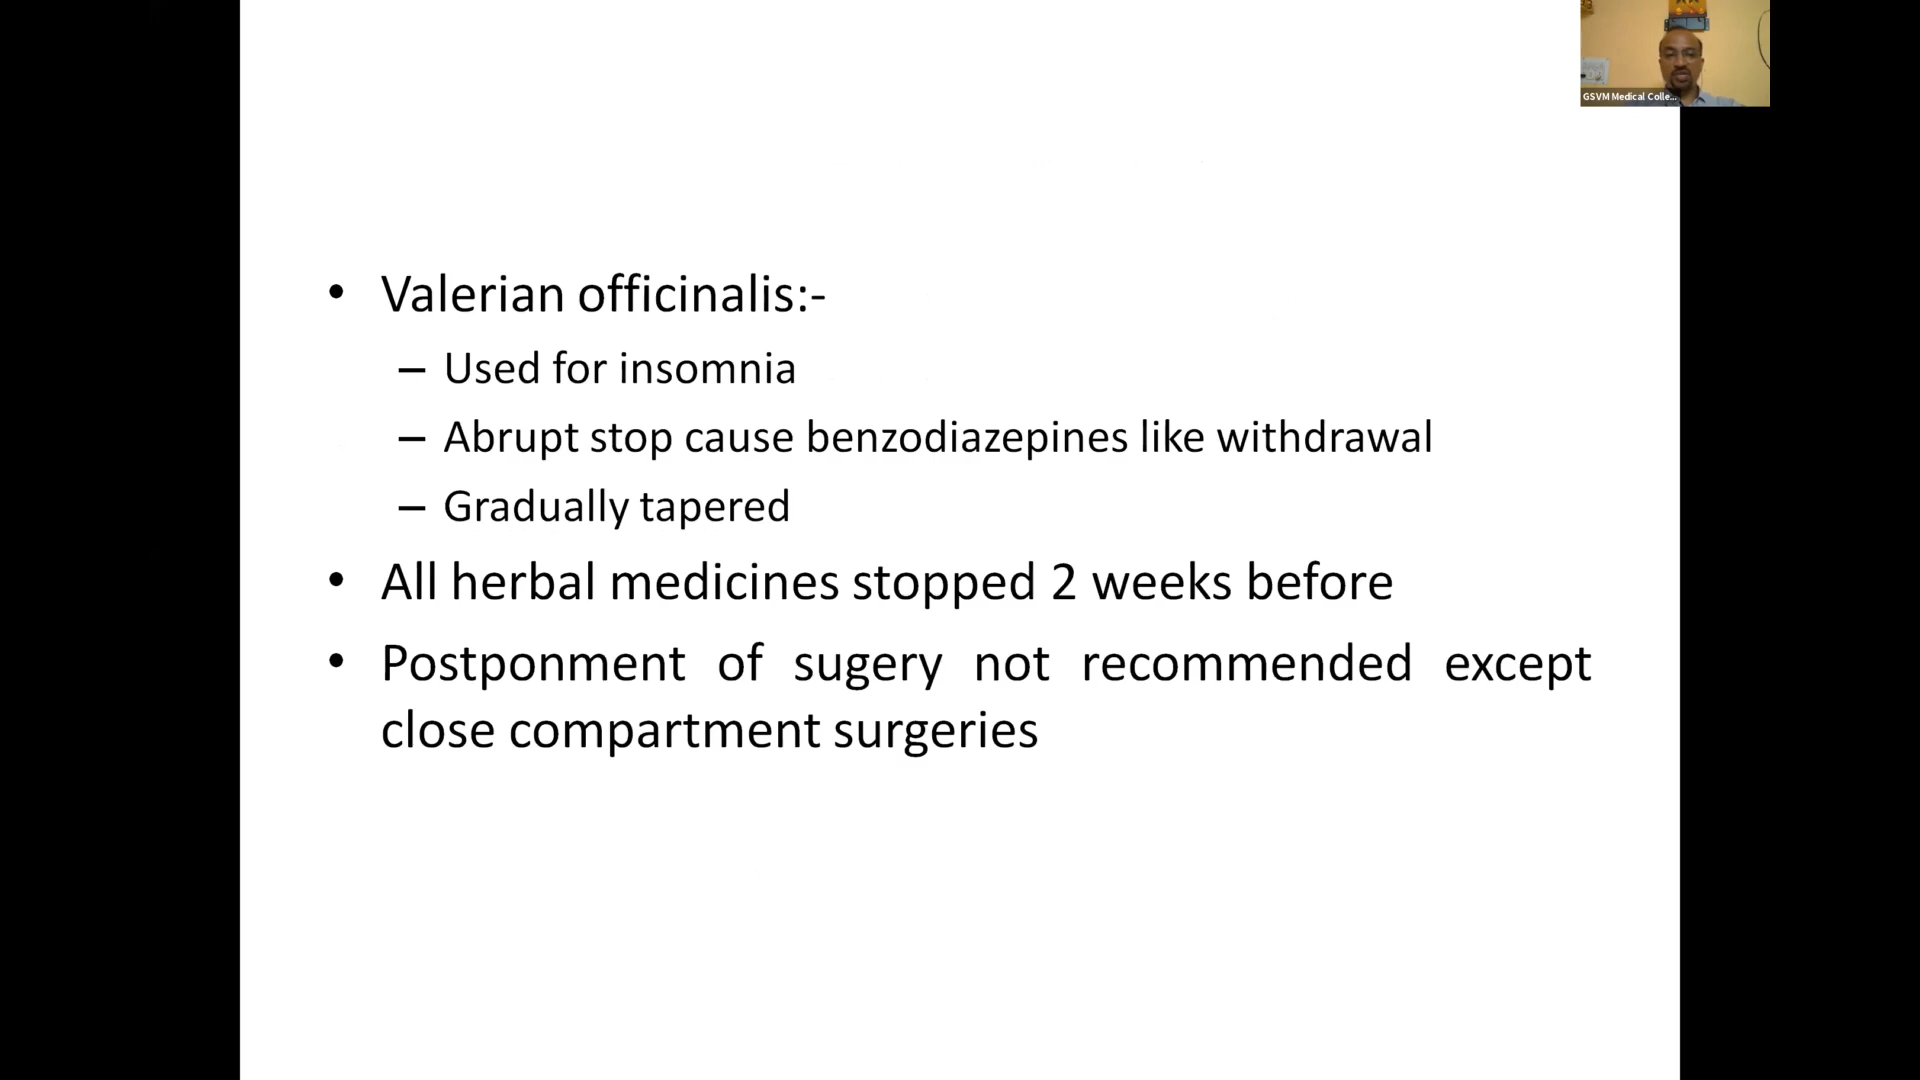 GSVM Medical Colle...
• Valerian officinalis:-
– Used for insomnia
– Abrupt stop cause benzodiazepines like withdrawal
– Gradually tapered
• All herbal medicines stopped 2 weeks before
• Postponment of sugery not recommended except
close compartment surgeries